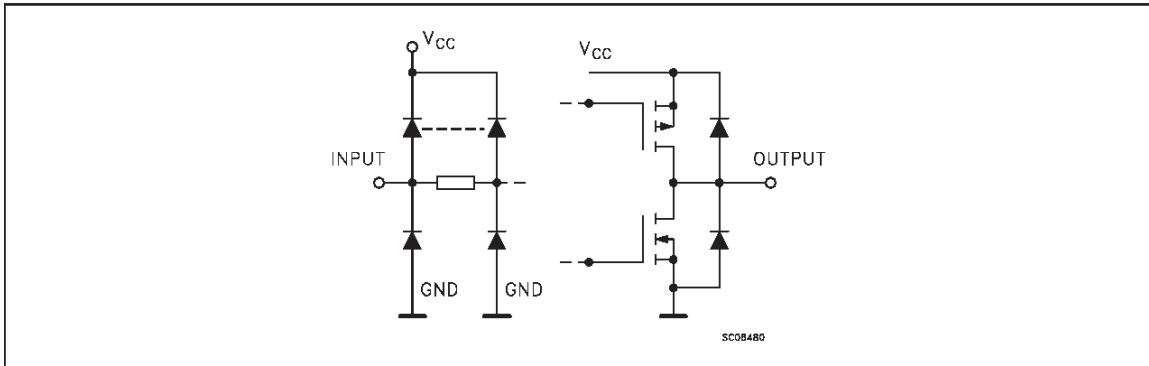 VCC
VCC
INPUT
OUTPUT
GND
GND
SC08480